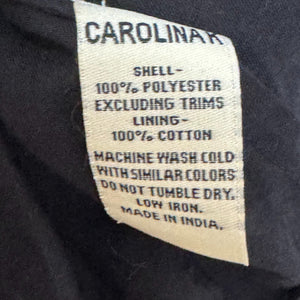 CAROLINA K
SHELL-
100% POLYESTER
EXCLUDING TRIMS
LINING-
100% COTTON
MACHINE WASH COLD
WITH SIMILAR COLORS
DO NOT TUMBLE DRY.
LOW IRON.
MADE IN INDIA.